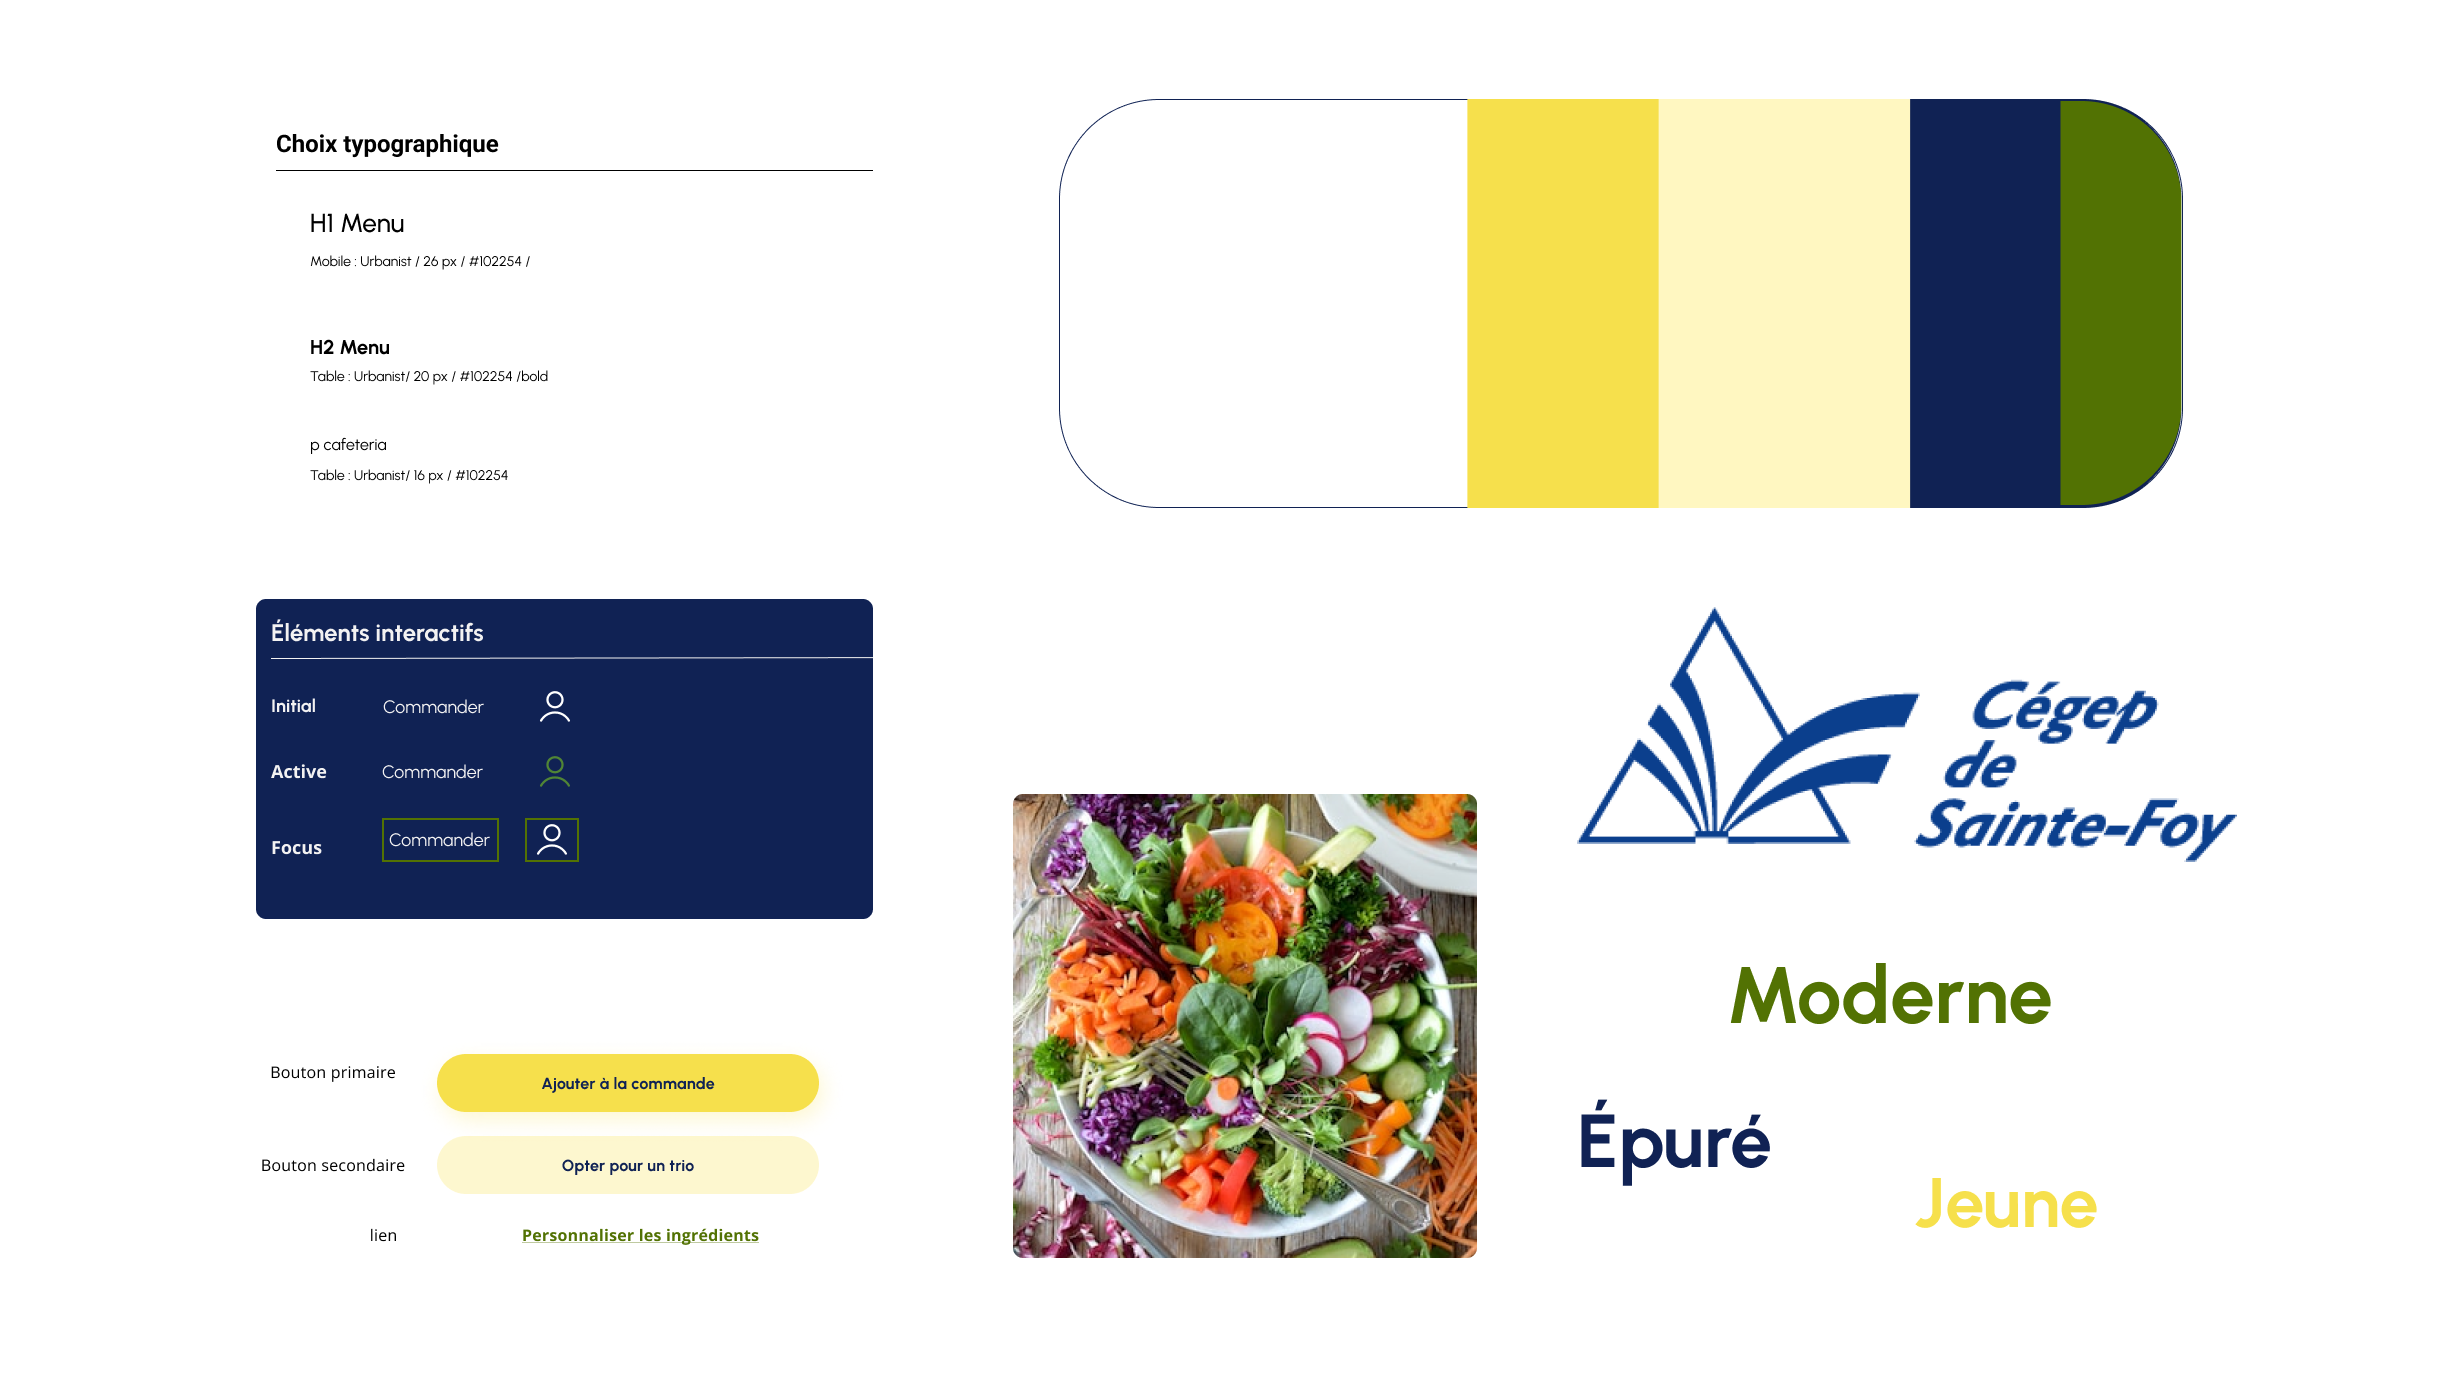 Choix typographique
H1 Menu
Mobile : Urbanist / 26 px / #102254 /
H2 Menu
Table : Urbanist/ 20 px / #102254 /bold
p cafeteria
Table : Urbanist/ 16 px / #102254
Éléments interactifs
Initial Commander
Active Commander
Focus Commander
Bouton primaire Ajouter à la commande
Bouton secondaire Opter pour un trio
lien Personnaliser les ingrédients
Cégep
de
Sainte-Foy
Moderne
Épuré
Jeune